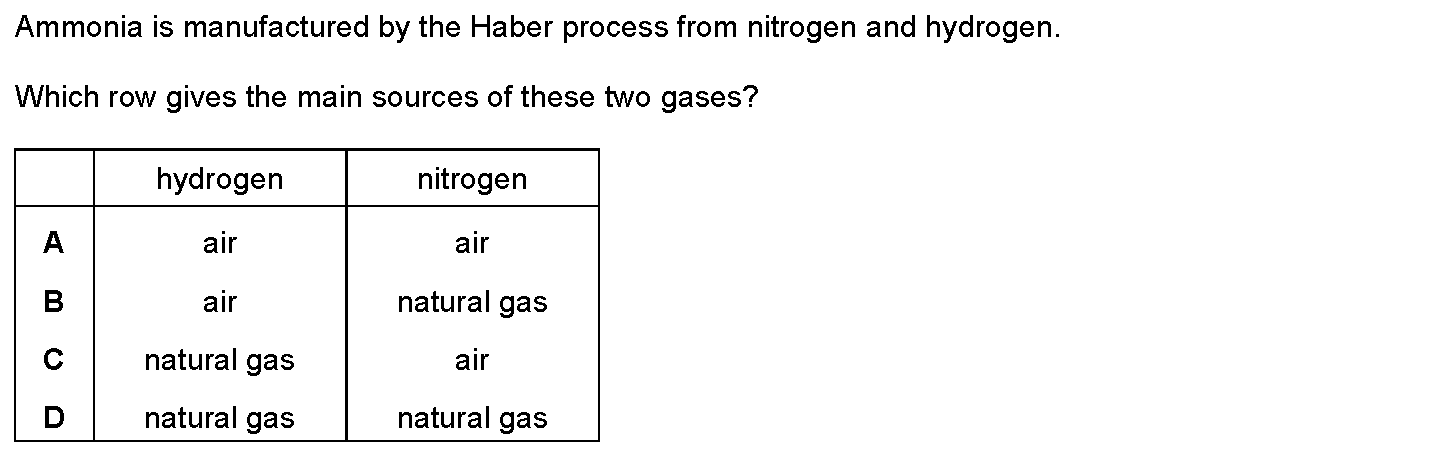 Ammonia is manufactured by the Haber process from nitrogen and hydrogen.
Which row gives the main sources of these two gases?
hydrogen nitrogen
A air air
B air natural gas
C natural gas air
D natural gas natural gas